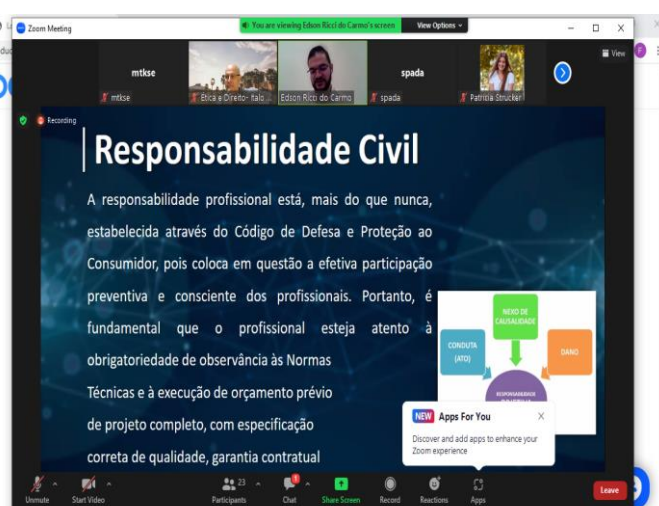 Zoom Meeting
You are viewing Edson Ricci do Carmo's screen
View Options
View
mtkse
spada
mtkse
Etica e Direito- Italo
Edson Ricci do Carmo
spada
Patrizia Strucker
Recording
Responsabilidade Civil
A responsabilidade profissional está, mais do que nunca,
estabelecida através do Código de Defesa e Proteção ao
Consumidor, pois coloca em questão a efetiva participação
preventiva e consciente dos profissionais. Portanto, é
fundamental que o profissional esteja atento à
obrigatoriedade de observância às Normas
Técnicas e à execução de orçamento prévio
de projeto completo, com especificação
correta de qualidade, garantia contratual
NEXO DE
CAUSALIDADE
CONDUTA
(ATO)
DANO
RESPONSABILIDADE
NEW Apps For You
Discover and add apps to enhance your
Zoom experience
Unmute
Start Video
23
Participants
1
Chat
Share Screen
Record
Reactions
Apps
Leave